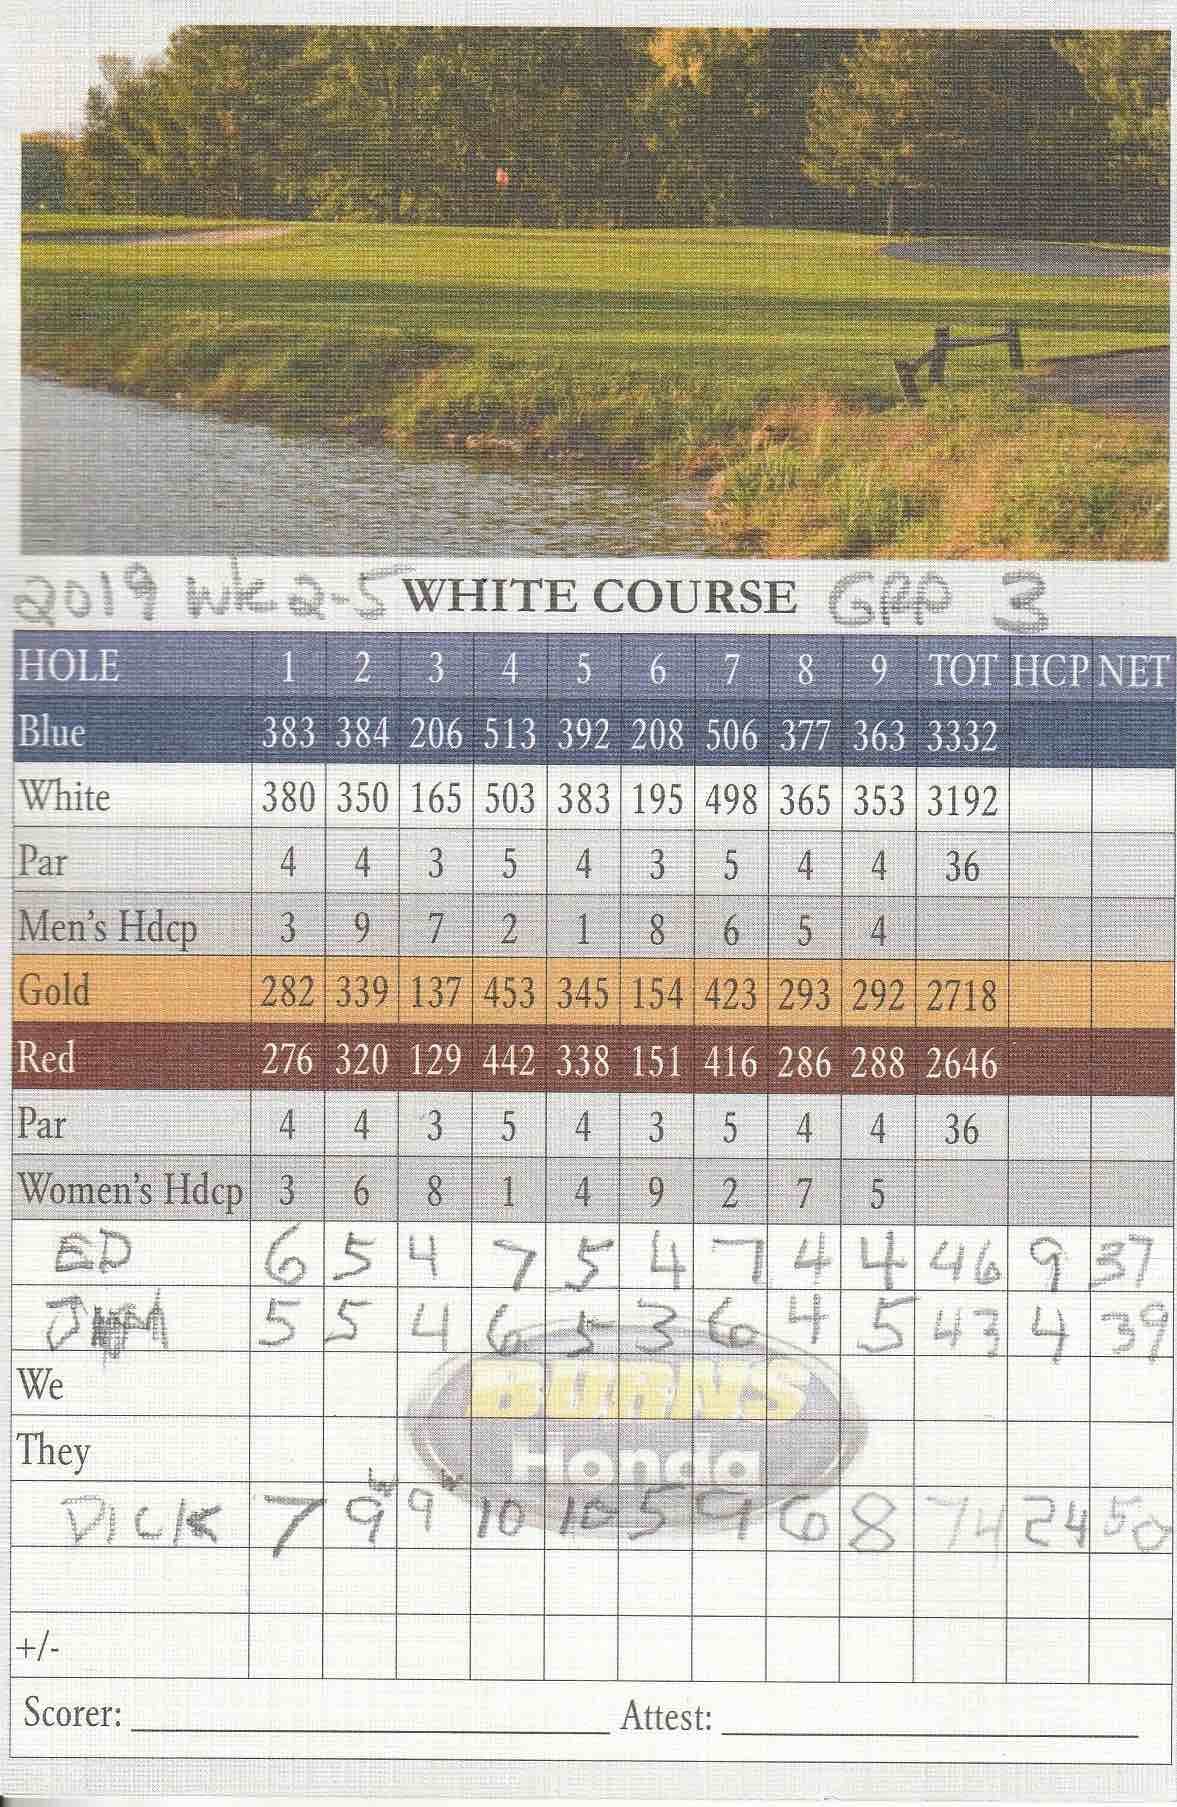 2019 WK 2-5 WHITE COURSE GRP 3
HOLE 1 2 3 4 5 6 7 8 9 TOT HCP NET
Blue 383 384 206 513 392 208 506 377 363 3332
White 380 350 165 503 383 195 498 365 353 3192
Par 4 4 3 5 4 3 5 4 4 36
Men's Hdcp 3 9 7 2 1 8 6 5 4
Gold 282 339 137 453 345 154 423 293 292 2718
Red 276 320 129 442 338 151 416 286 288 2646
Par 4 4 3 5 4 3 5 4 4 36
Women's Hdcp 3 6 8 1 4 9 2 7 5
ED 6 5 4 7 5 4 7 4 4 46 9 37
5 5 4 6 5 3 6 4 5 43 4 39
We
BURNS
They
Honda
W W
DICK 7 9 9 10 10 5 9 6 8 74 24 50
+/-
Scorer: Attest: